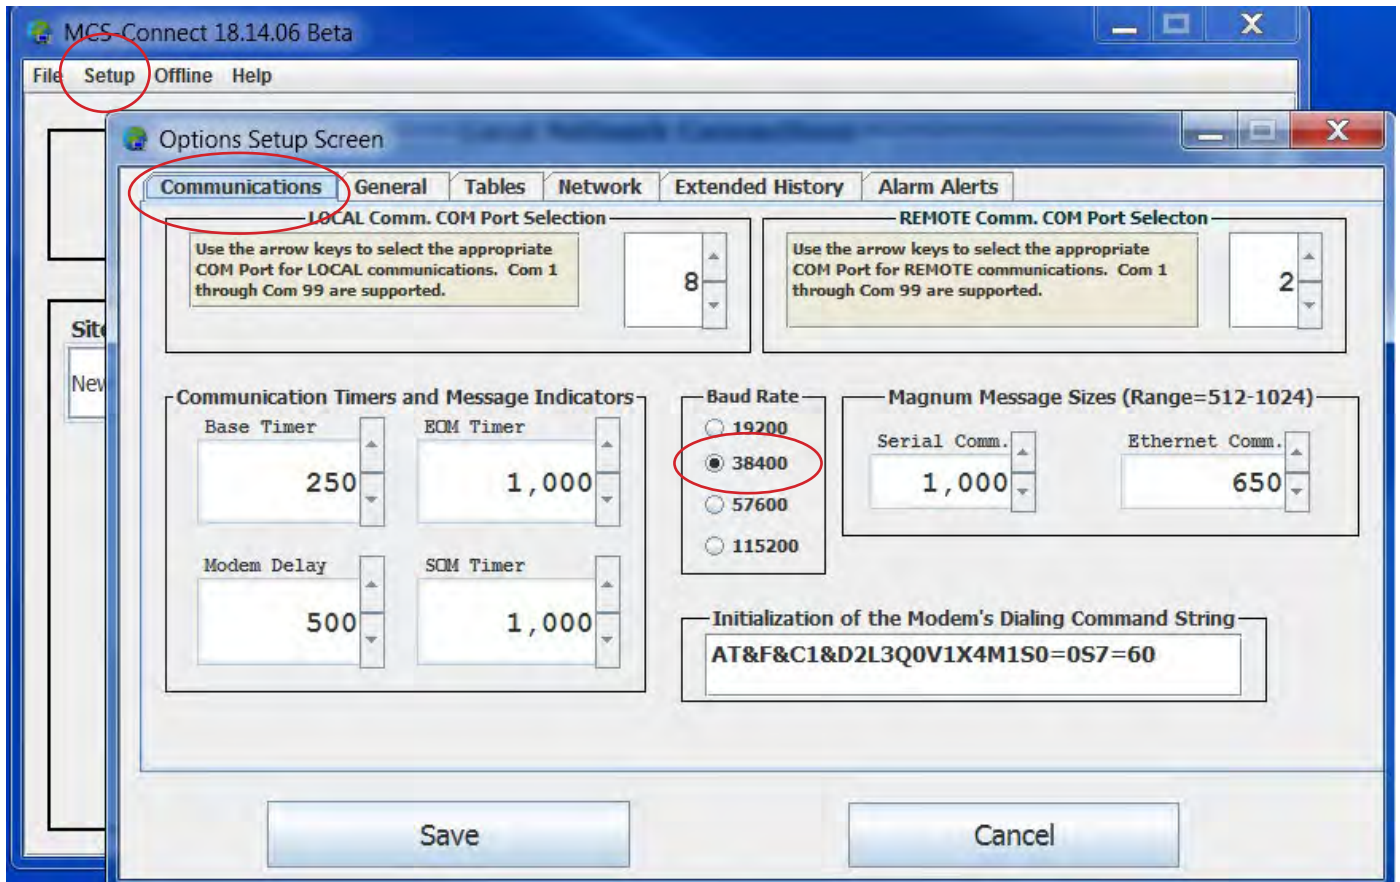 MCS-Connect 18.14.06 Beta
File Setup Offline Help
Options Setup Screen
Communications General Tables Network Extended History Alarm Alerts
LOCAL Comm. COM Port Selection
Use the arrow keys to select the appropriate
COM Port for LOCAL communications. Com 1
through Com 99 are supported.
8
REMOTE Comm. COM Port Selecton
Use the arrow keys to select the appropriate
COM Port for REMOTE communications. Com 1
through Com 99 are supported.
2
New
Communication Timers and Message Indicators
Base Timer EOM Timer
250 1,000
Modem Delay SOM Timer
500 1,000
Baud Rate
19200
38400
57600
115200
Magnum Message Sizes (Range=512-1024)
Serial Comm. Ethernet Comm.
1,000 650
Initialization of the Modem's Dialing Command String
AT&F&C1&D2L3Q0V1X4M1S0=0S7=60
Save Cancel